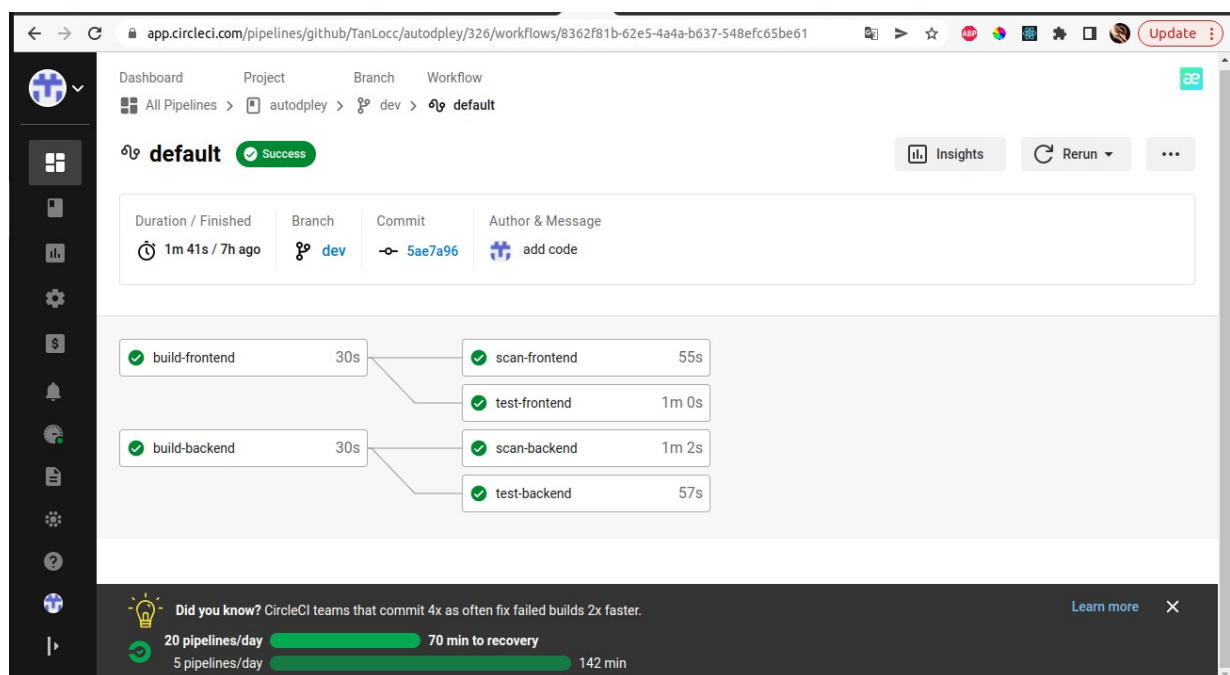 app.circleci.com/pipelines/github/TanLocc/autodpley/326/workflows/8362f81b-62e5-4a4a-b637-548efc65be61
ABP
Update
Dashboard Project Branch Workflow
All Pipelines > autodpley > dev > default
æ
default Success
Insights Rerun
Duration / Finished Branch Commit Author & Message
1m 41s / 7h ago dev 5ae7a96 add code
build-frontend 30s scan-frontend 55s
test-frontend 1m 0s
build-backend 30s scan-backend 1m 2s
test-backend 57s
Did you know? CircleCI teams that commit 4x as often fix failed builds 2x faster. Learn more
20 pipelines/day 70 min to recovery
5 pipelines/day 142 min